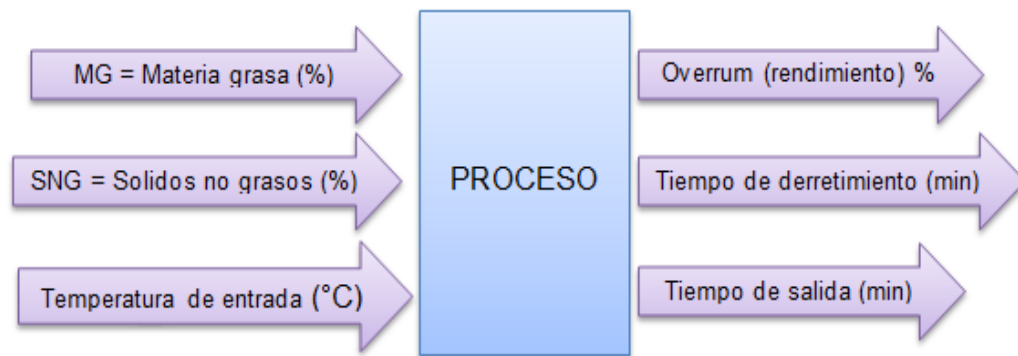 MG = Materia grasa (%)
SNG = Solidos no grasos (%)
Temperatura de entrada (°C)
PROCESO
Overrum (rendimiento) %
Tiempo de derretimiento (min)
Tiempo de salida (min)